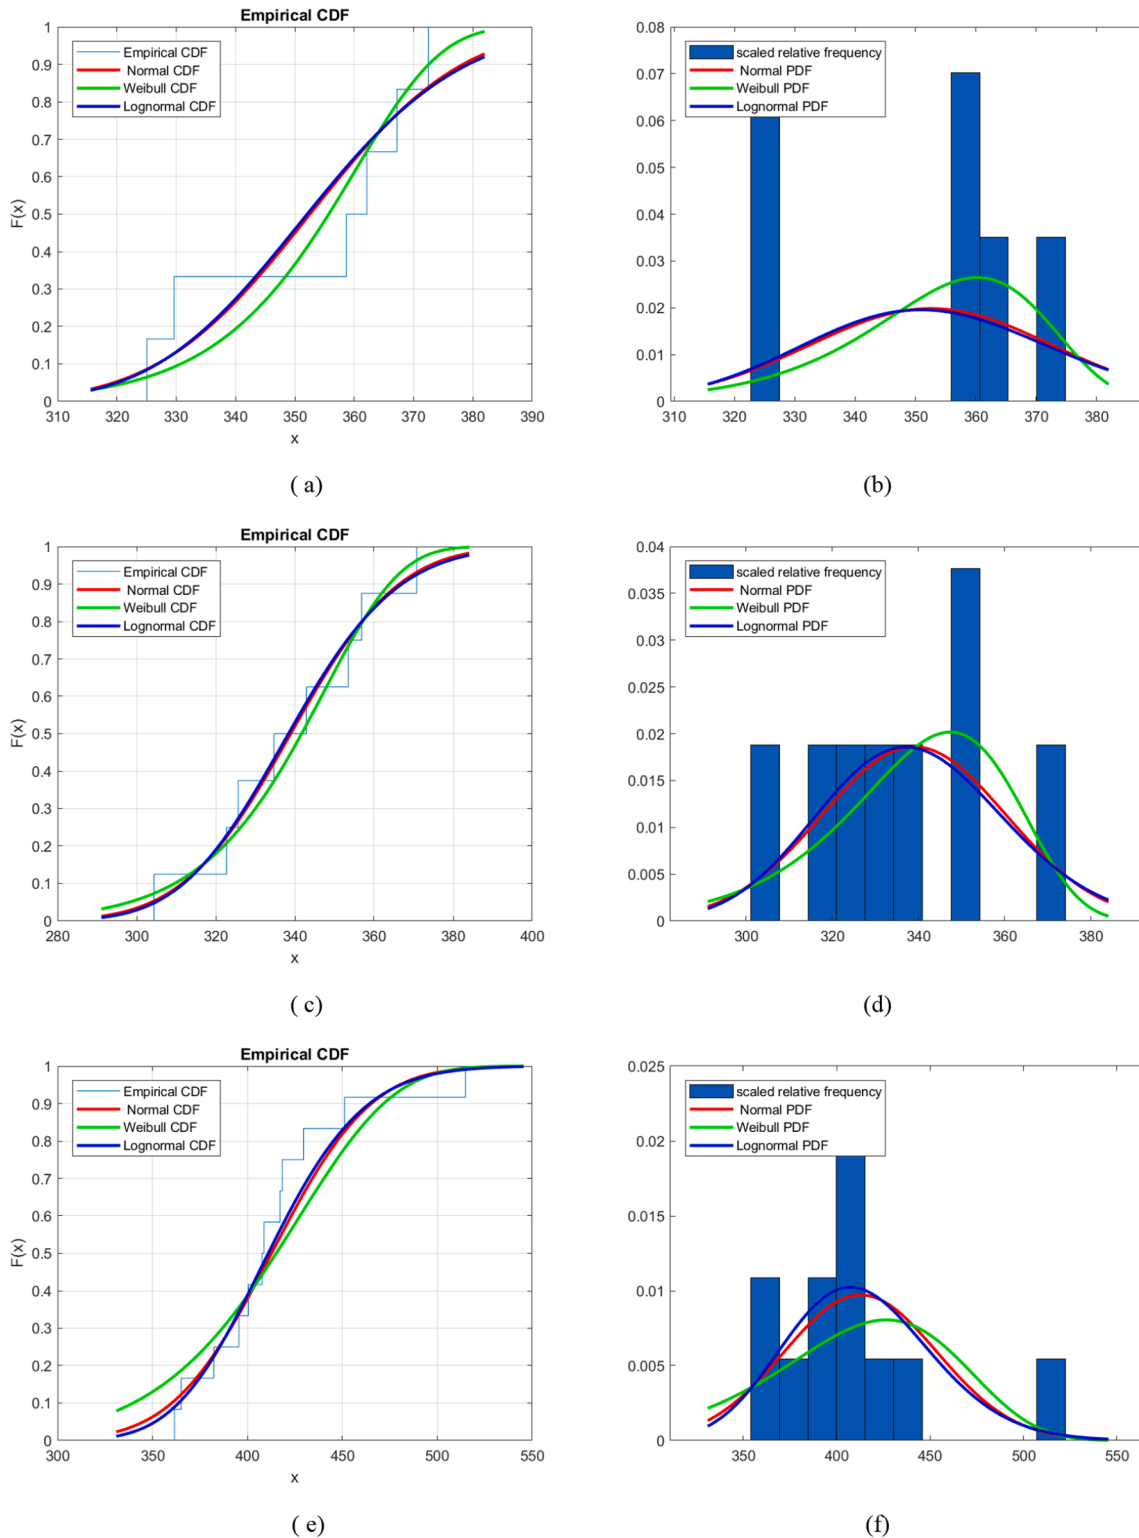 Empirical CDF
1
0.9
0.8
0.7
0.6
0.5
0.4
0.3
0.2
0.1
0
F(x)
Empirical CDF
Normal CDF
Weibull CDF
Lognormal CDF
310 320 330 340 350 360 370 380 390
x
( a)
0.08
0.07
0.06
0.05
0.04
0.03
0.02
0.01
0
scaled relative frequency
Normal PDF
Weibull PDF
Lognormal PDF
310 320 330 340 350 360 370 380
(b)
Empirical CDF
1
0.9
0.8
0.7
0.6
0.5
0.4
0.3
0.2
0.1
0
F(x)
Empirical CDF
Normal CDF
Weibull CDF
Lognormal CDF
280 300 320 340 360 380 400
x
( c)
0.04
0.035
0.03
0.025
0.02
0.015
0.01
0.005
0
scaled relative frequency
Normal PDF
Weibull PDF
Lognormal PDF
300 320 340 360 380
(d)
Empirical CDF
1
0.9
0.8
0.7
0.6
0.5
0.4
0.3
0.2
0.1
0
F(x)
Empirical CDF
Normal CDF
Weibull CDF
Lognormal CDF
300 350 400 450 500 550
x
( e)
0.025
0.02
0.015
0.01
0.005
0
scaled relative frequency
Normal PDF
Weibull PDF
Lognormal PDF
350 400 450 500 550
(f)